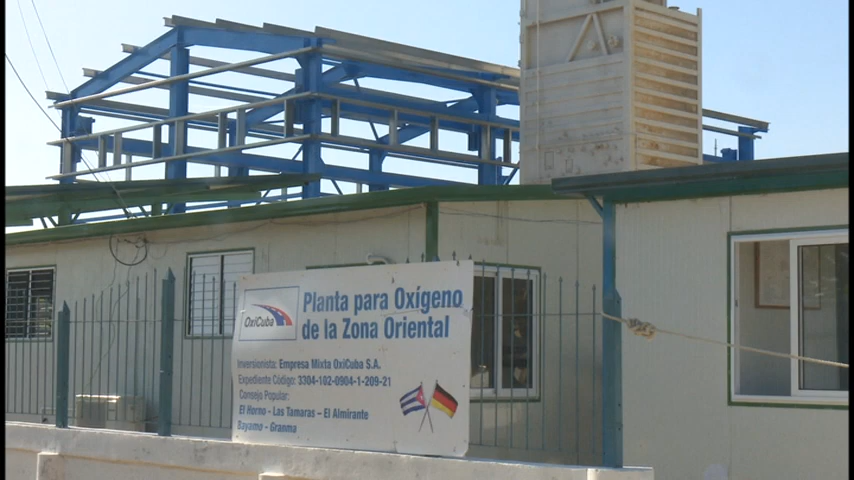 OxiCuba
Planta para Oxígeno
de la Zona Oriental
Inversionista: Empresa Mixta OxiCuba S.A.
Expediente Código: 3304-102-0904-1-209-21
Consejo Popular:
El Horno - Las Tamaras – El Almirante
Bayamo - Granma